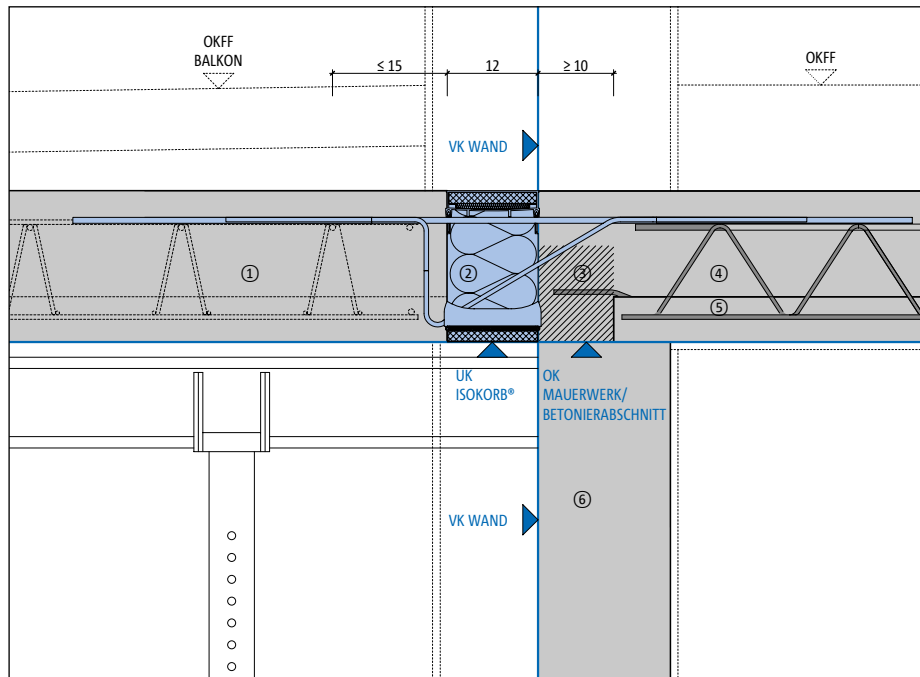 OKFF
BALKON
≤ 15
12
≥ 10
OKFF
VK WAND
①
②
③
④
⑤
UK
ISOKORB®
OK
MAUERWERK/
BETONIERABSCHNITT
⑥
VK WAND